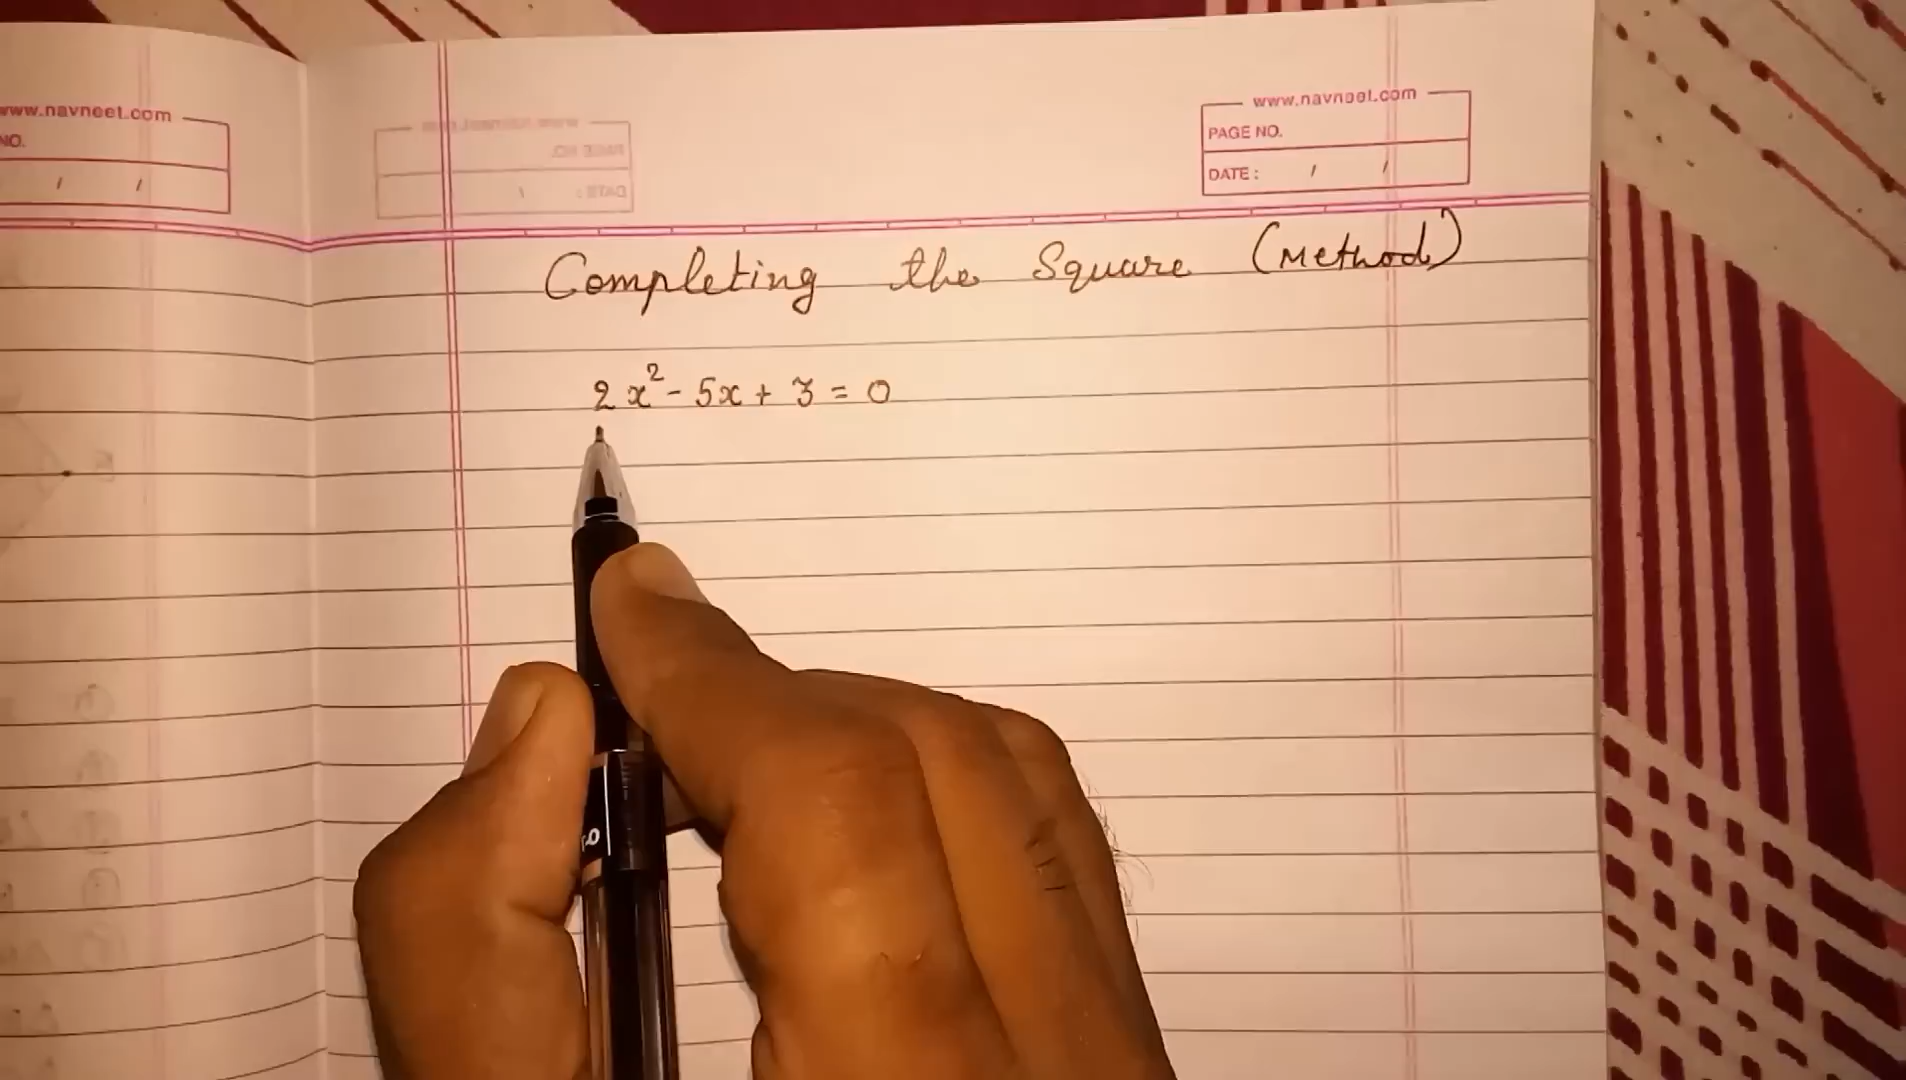 www.navneet.com
NO.
/ /
www.navneet.com
PAGE NO.
DATE : / /
Completing the Square (Method)
2x² - 5x + 3 = 0